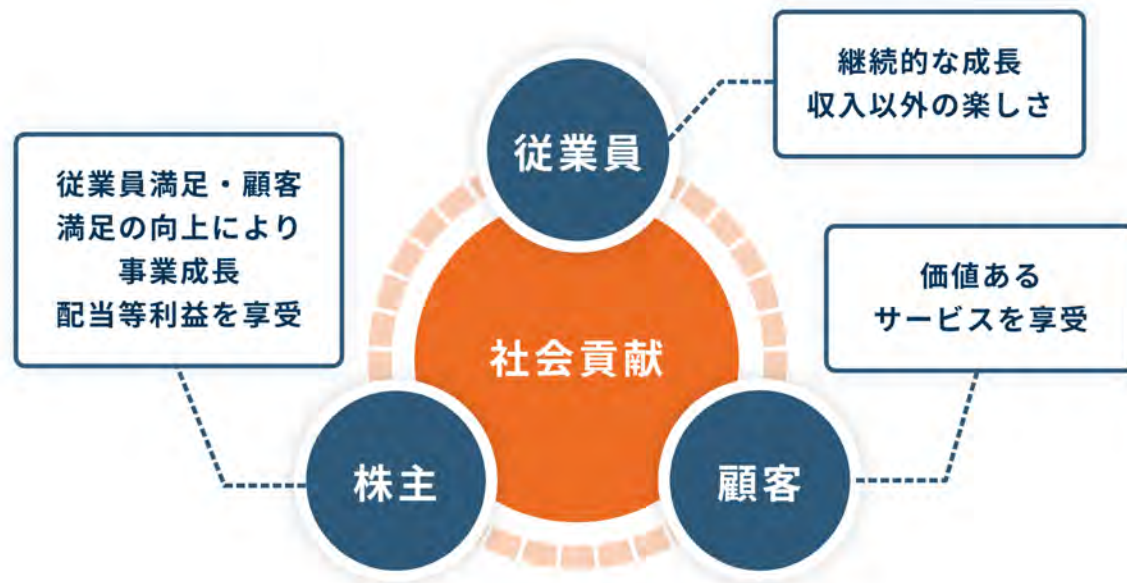 継続的な成長
収入以外の楽しさ
従業員
従業員満足・顧客
満足の向上により
事業成長
配当等利益を享受
価値ある
サービスを享受
社会貢献
株主
顧客